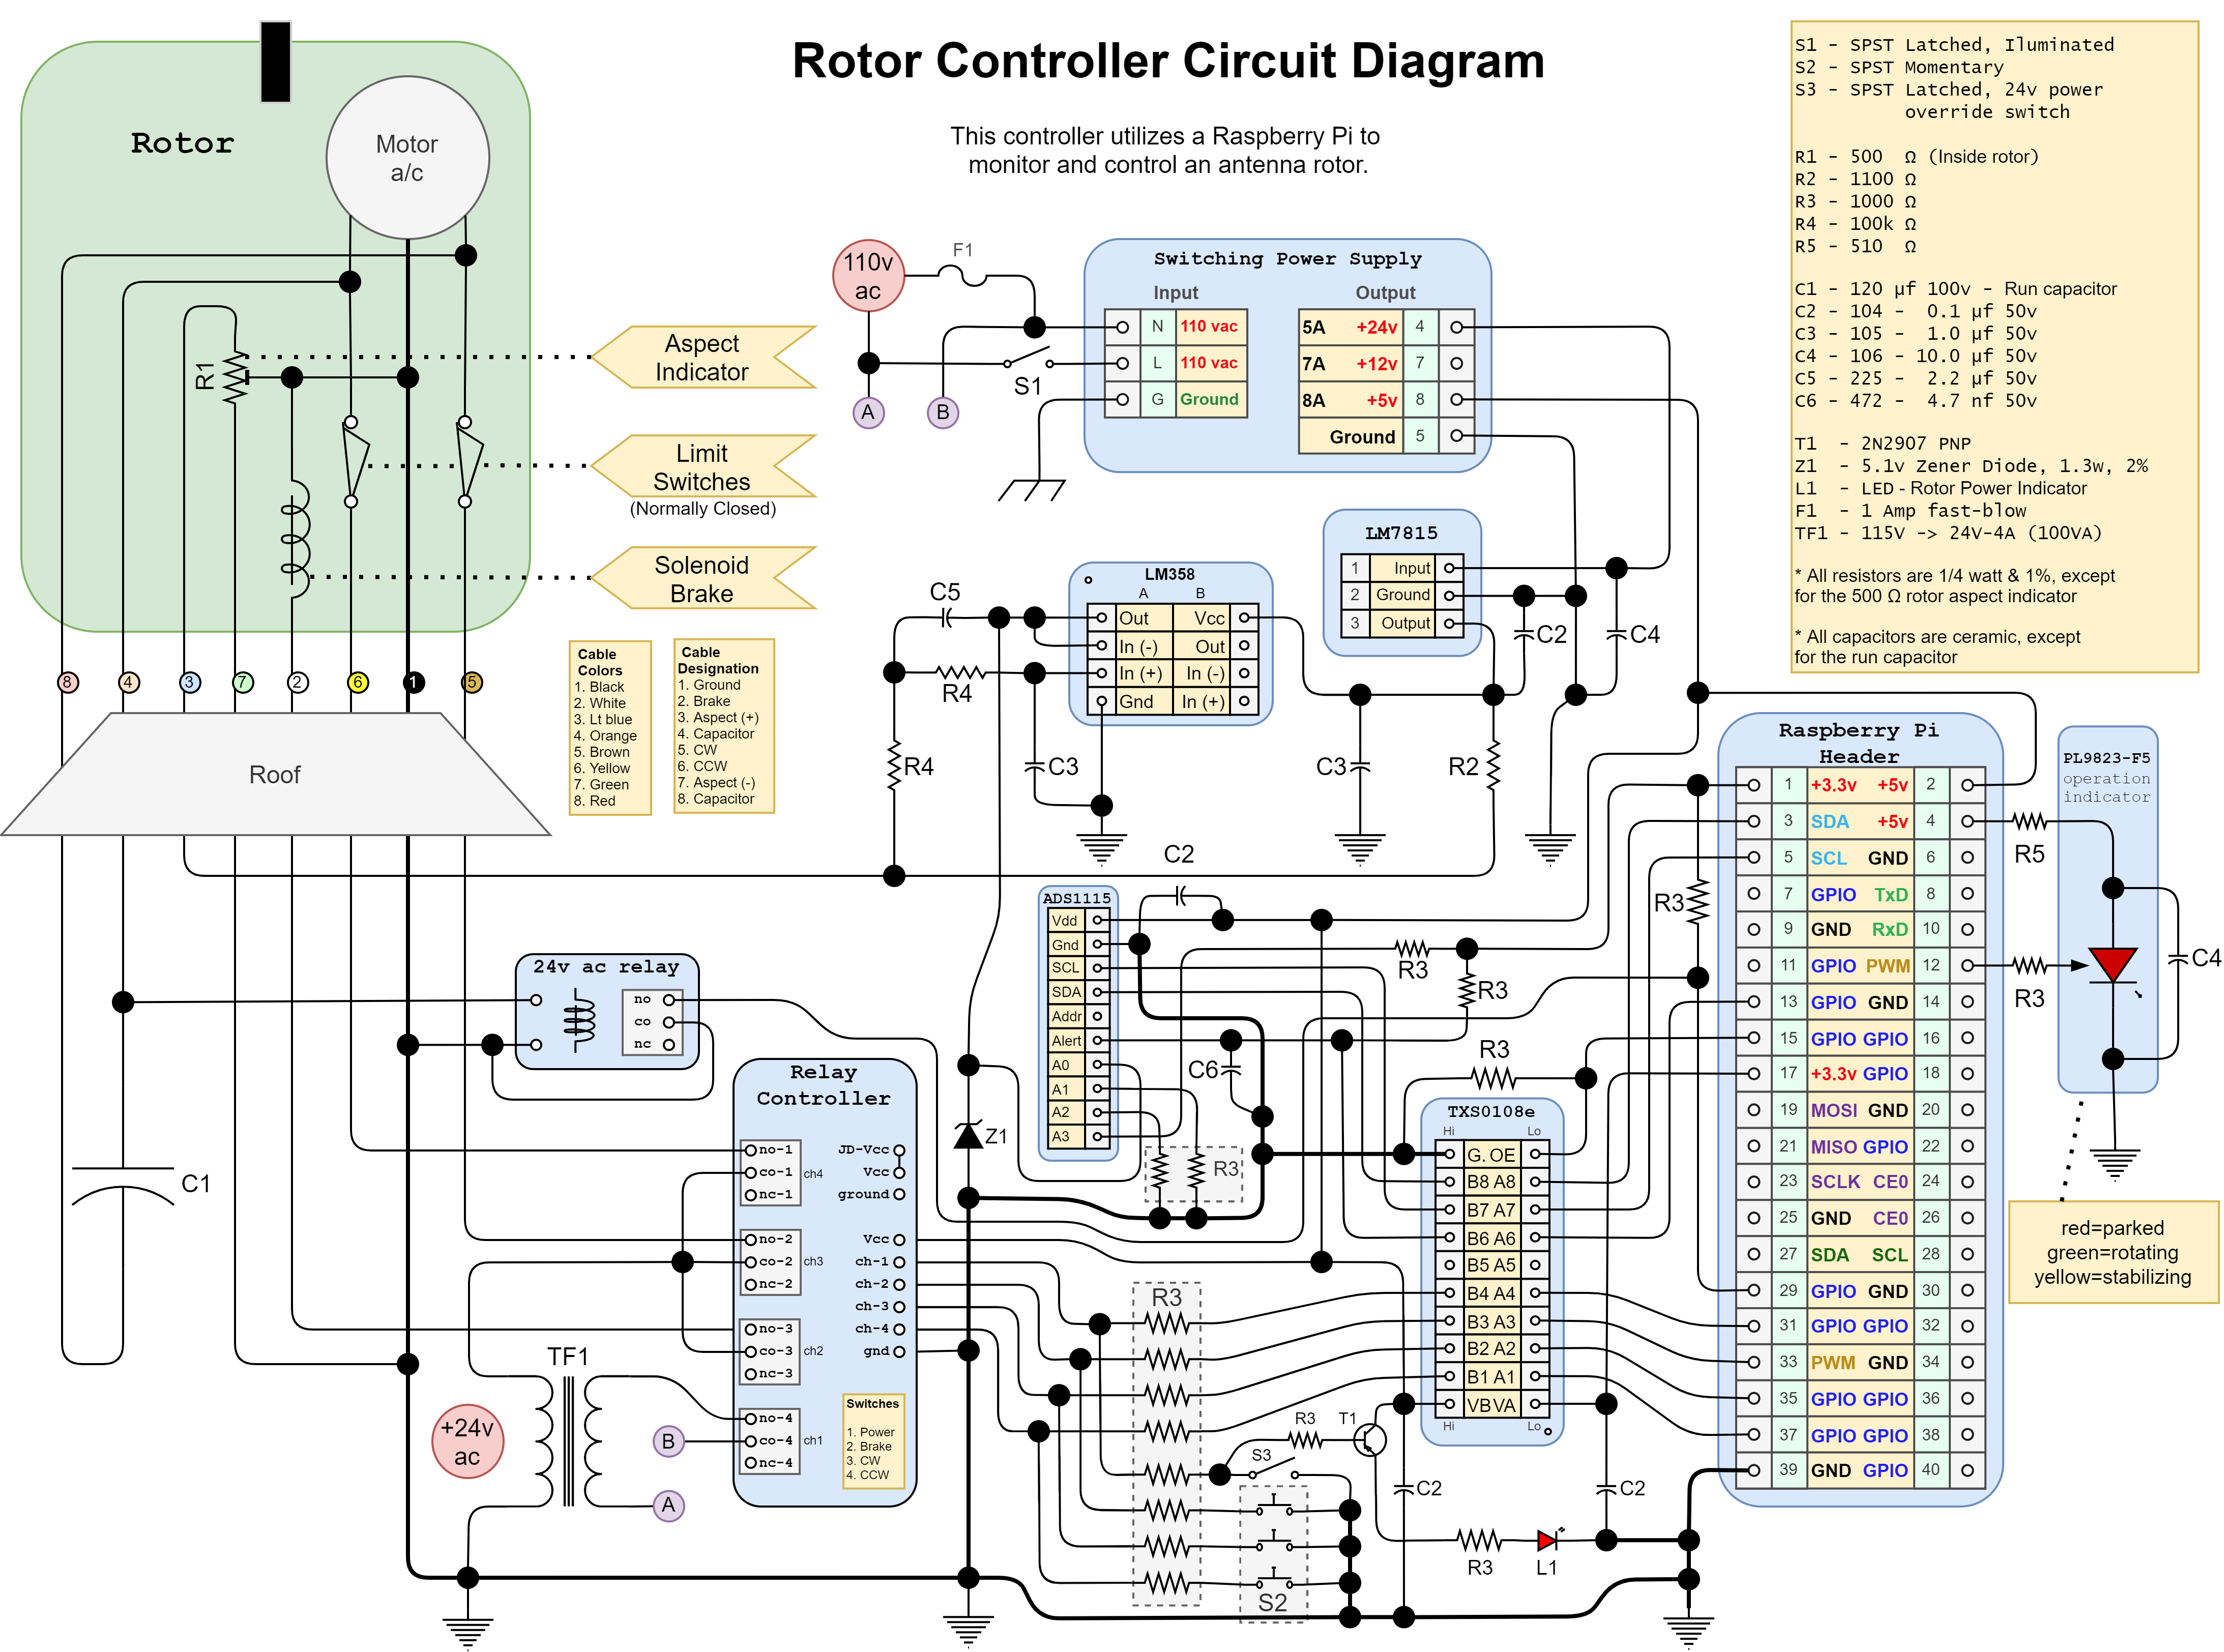 Rotor Controller Circuit Diagram
This controller utilizes a Raspberry Pi to
monitor and control an antenna rotor.
Rotor
Motor
a/c
R1
Aspect
Indicator
Limit
Switches
(Normally Closed)
Solenoid
Brake
8
4
3
7
2
6
1
5
Roof
Cable
Colors
1. Black
2. White
3. Lt blue
4. Orange
5. Brown
6. Yellow
7. Green
8. Red
Cable
Designation
1. Ground
2. Brake
3. Aspect (+)
4. Capacitor
5. CW
6. CCW
7. Aspect (-)
8. Capacitor
110v
ac
F1
A
B
S1
Switching Power Supply
Input
Output
N 110 vac
L 110 vac
G Ground
5A +24v 4
7A +12v 7
8A +5v 8
Ground 5
LM7815
1 Input
2 Ground
3 Output
C2
C4
LM358
A B
Out Vcc
In (-) Out
In (+) In (-)
Gnd In (+)
C5
R4
R4
C3
C3
R2
S1 - SPST Latched, Iluminated
S2 - SPST Momentary
S3 - SPST Latched, 24v power
override switch
R1 - 500 Ω (Inside rotor)
R2 - 1100 Ω
R3 - 1000 Ω
R4 - 100k Ω
R5 - 510 Ω
C1 - 120 µf 100v - Run capacitor
C2 - 104 - 0.1 µf 50v
C3 - 105 - 1.0 µf 50v
C4 - 106 - 10.0 µf 50v
C5 - 225 - 2.2 µf 50v
C6 - 472 - 4.7 nf 50v
T1 - 2N2907 PNP
Z1 - 5.1v Zener Diode, 1.3w, 2%
L1 - LED - Rotor Power Indicator
F1 - 1 Amp fast-blow
TF1 - 115V -> 24V-4A (100VA)
* All resistors are 1/4 watt & 1%, except
for the 500 Ω rotor aspect indicator
* All capacitors are ceramic, except
for the run capacitor
Raspberry Pi
Header
1 +3.3v +5v 2
3 SDA +5v 4
5 SCL GND 6
7 GPIO TxD 8
9 GND RxD 10
11 GPIO PWM 12
13 GPIO GND 14
15 GPIO GPIO 16
17 +3.3v GPIO 18
19 MOSI GND 20
21 MISO GPIO 22
23 SCLK CE0 24
25 GND CE0 26
27 SDA SCL 28
29 GPIO GND 30
31 GPIO GPIO 32
33 PWM GND 34
35 GPIO GPIO 36
37 GPIO GPIO 38
39 GND GPIO 40
PL9823-F5
operation
indicator
R5
R3
C4
red=parked
green=rotating
yellow=stabilizing
C2
ADS1115
Vdd
Gnd
SCL
SDA
Addr
Alert
A0
A1
A2
A3
R3
R3
R3
C6
R3
R3
TXS0108e
Hi Lo
G. OE
B8 A8
B7 A7
B6 A6
B5 A5
B4 A4
B3 A3
B2 A2
B1 A1
VB VA
Hi Lo
24v ac relay
no
co
nc
C1
Relay
Controller
no-1
co-1 ch4
nc-1
no-2
co-2 ch3
nc-2
no-3
co-3 ch2
nc-3
no-4
co-4 ch1
nc-4
JD-Vcc
Vcc
ground
Vcc
ch-1
ch-2
ch-3
ch-4
gnd
Switches
1. Power
2. Brake
3. CW
4. CCW
Z1
TF1
+24v
ac
B
A
R3
R3
T1
S3
S2
C2
C2
R3
L1